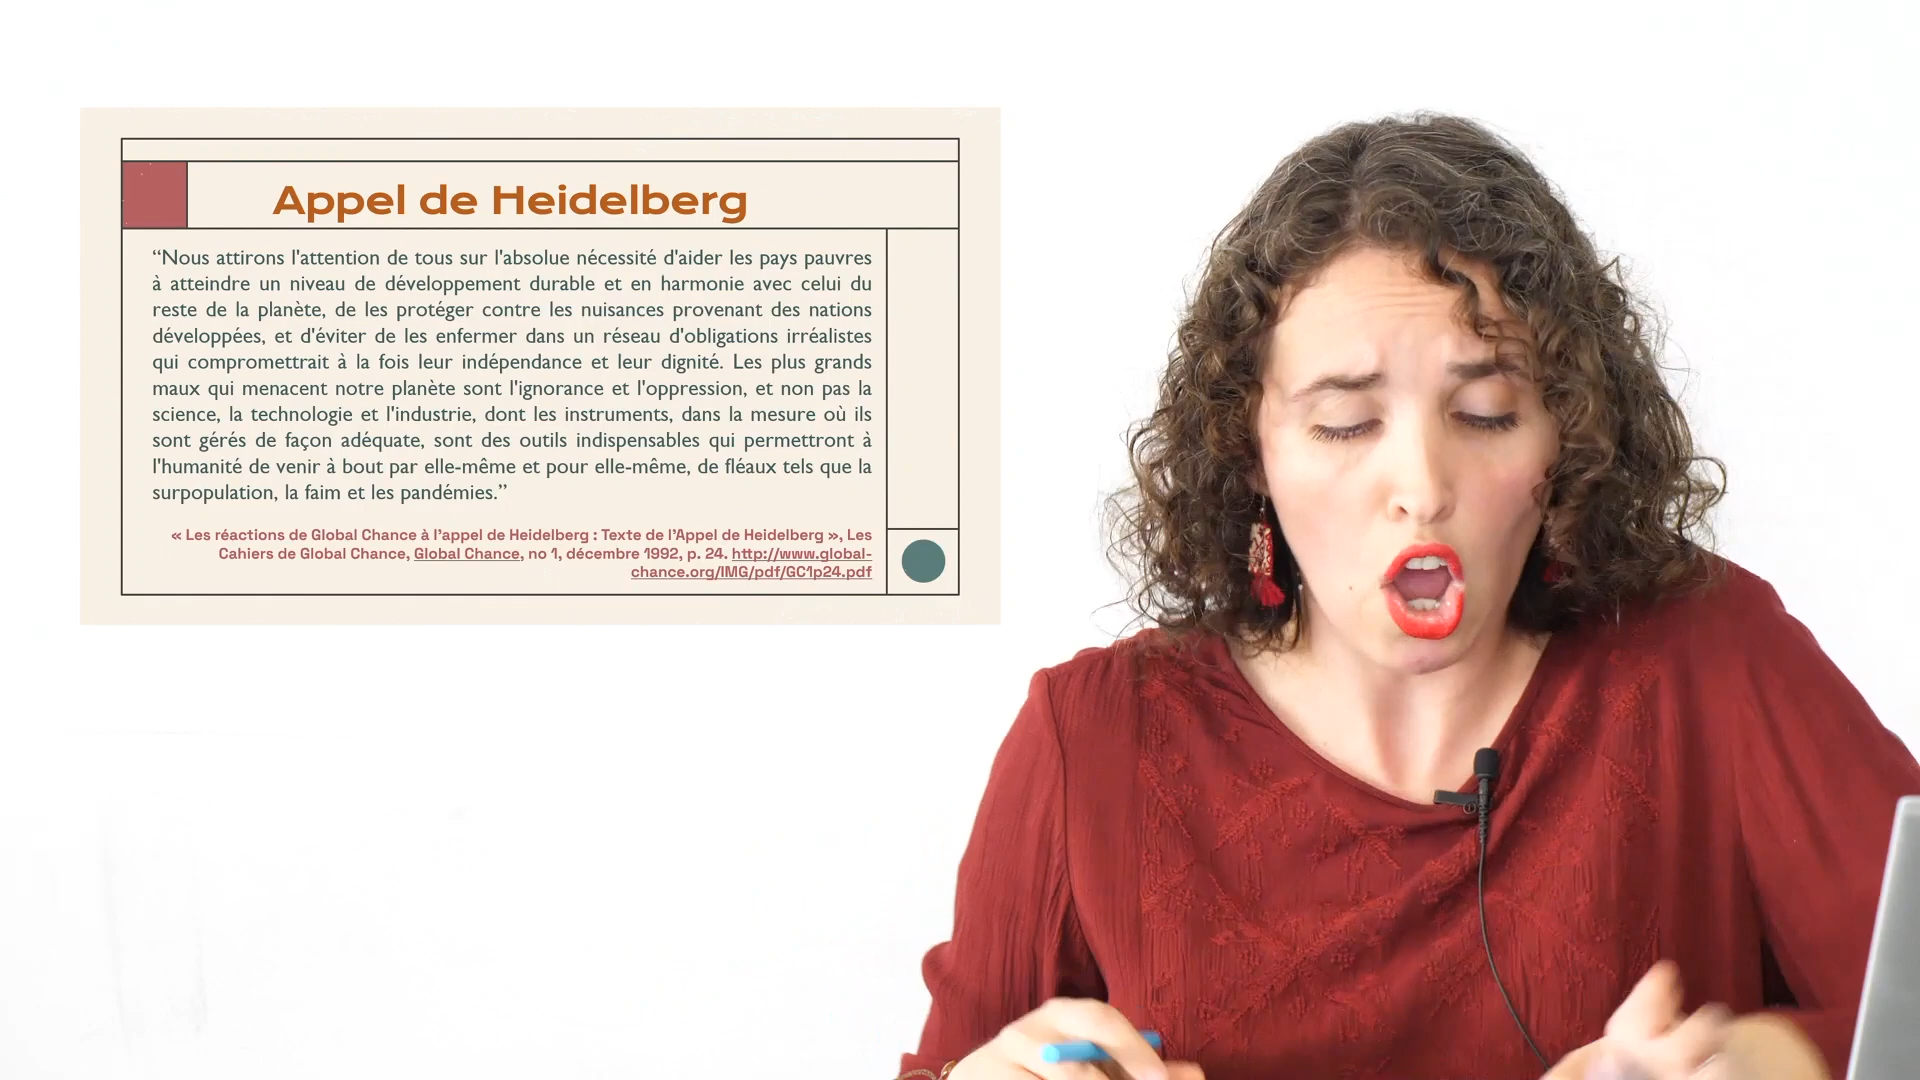 Appel de Heidelberg
“Nous attirons l'attention de tous sur l'absolue nécessité d'aider les pays pauvres
à atteindre un niveau de développement durable et en harmonie avec celui du
reste de la planète, de les protéger contre les nuisances provenant des nations
développées, et d'éviter de les enfermer dans un réseau d'obligations irréalistes
qui compromettrait à la fois leur indépendance et leur dignité. Les plus grands
maux qui menacent notre planète sont l'ignorance et l'oppression, et non pas la
science, la technologie et l'industrie, dont les instruments, dans la mesure où ils
sont gérés de façon adéquate, sont des outils indispensables qui permettront à
l'humanité de venir à bout par elle-même et pour elle-même, de fléaux tels que la
surpopulation, la faim et les pandémies.”
« Les réactions de Global Chance à l’appel de Heidelberg : Texte de l’Appel de Heidelberg », Les
Cahiers de Global Chance, Global Chance, no 1, décembre 1992, p. 24. http://www.global-
chance.org/IMG/pdf/GC1p24.pdf